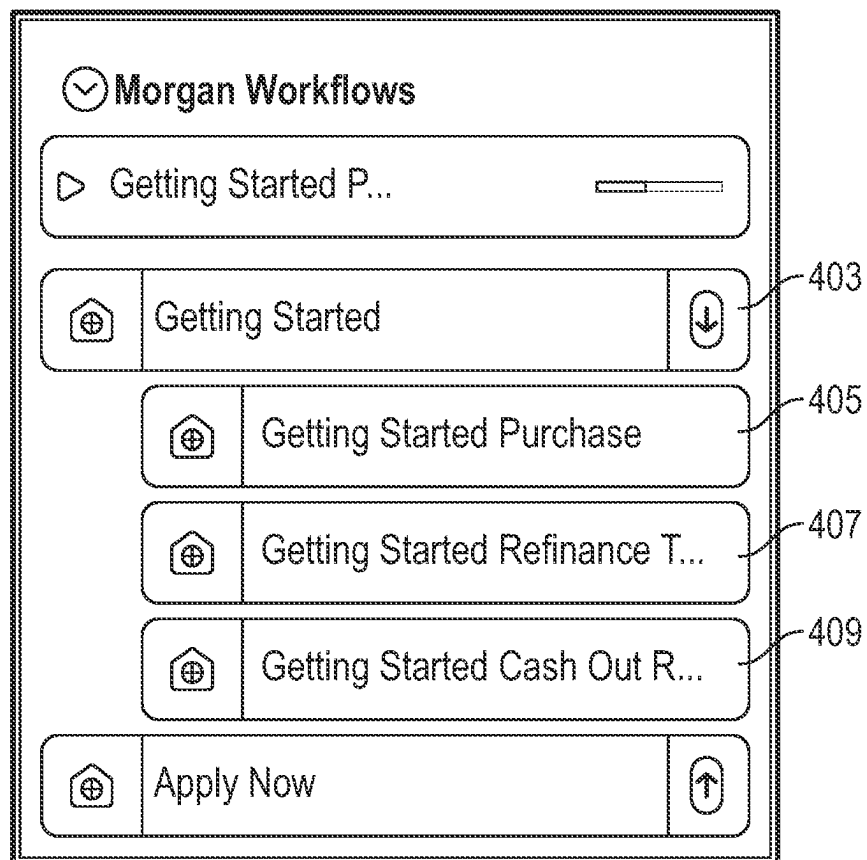 Morgan Workflows
Getting Started P...
Getting Started
403
Getting Started Purchase
405
Getting Started Refinance T...
407
Getting Started Cash Out R...
409
Apply Now